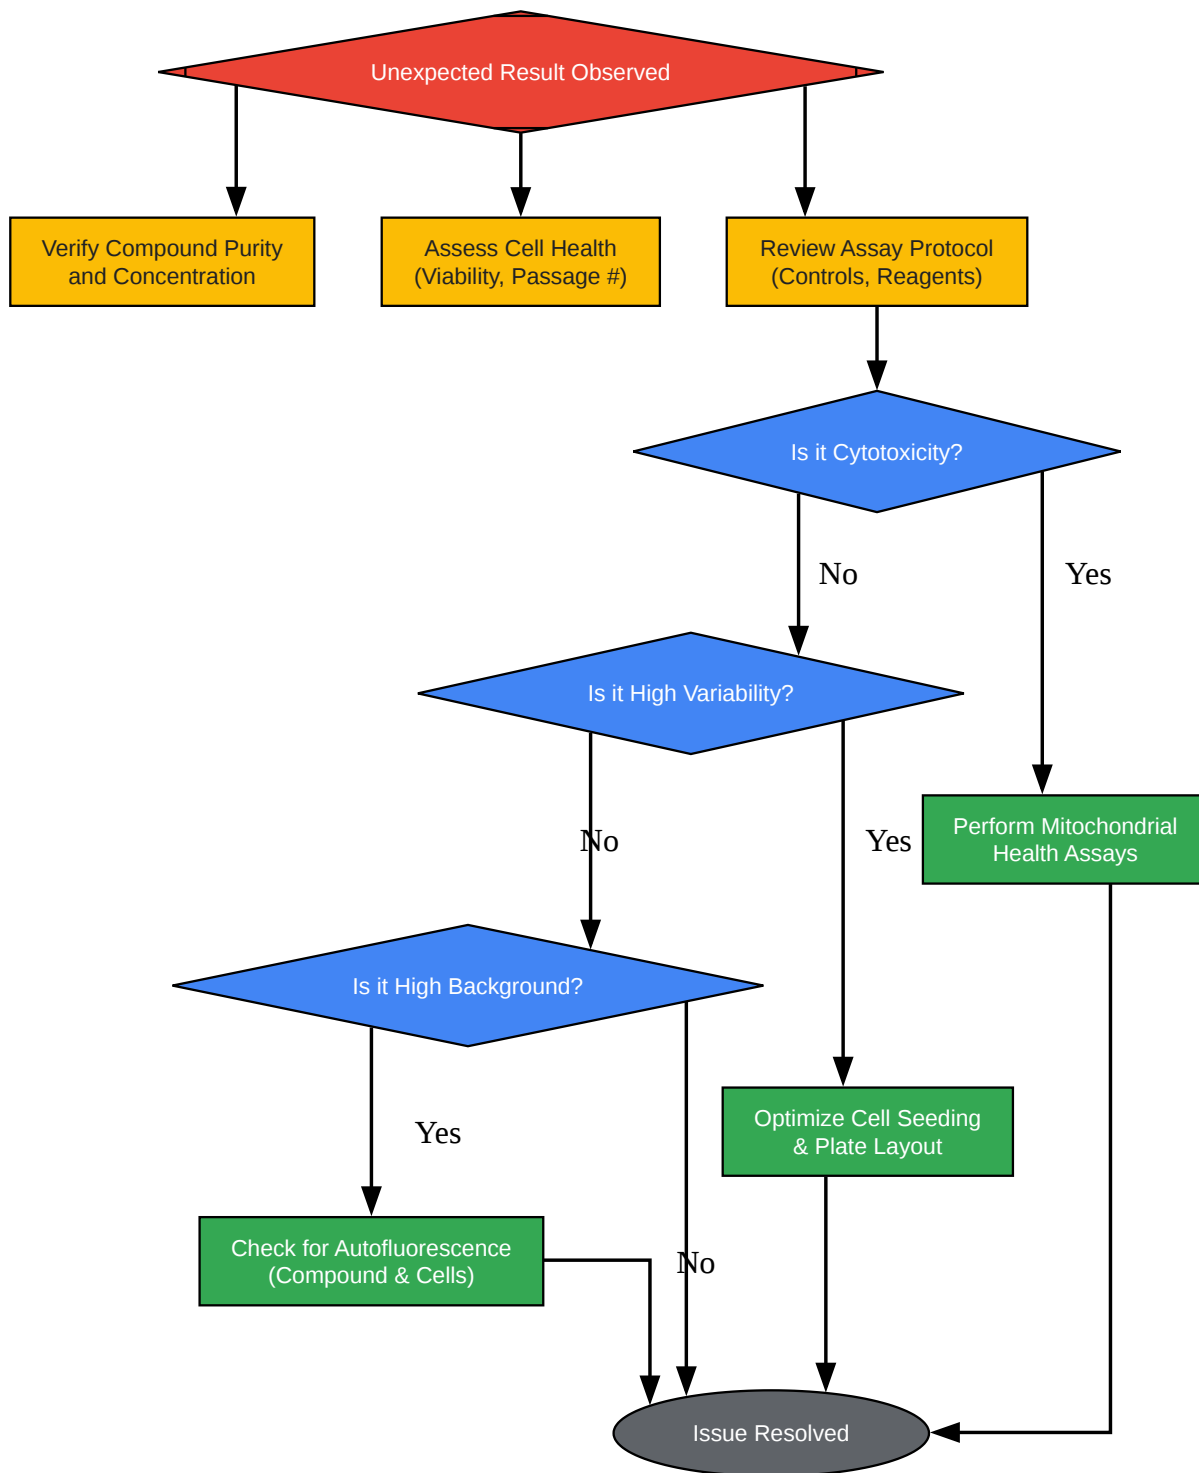 Unexpected Result Observed
Verify Compound Purity
and Concentration
Assess Cell Health
(Viability, Passage #)
Review Assay Protocol
(Controls, Reagents)
Is it Cytotoxicity?
No
Yes
Is it High Variability?
Perform Mitochondrial
Health Assays
No
Yes
Is it High Background?
Optimize Cell Seeding
& Plate Layout
Yes
Check for Autofluorescence
(Compound & Cells)
No
Issue Resolved